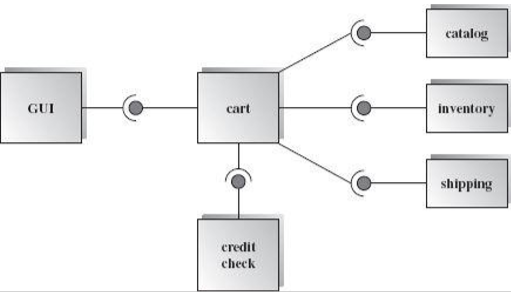 catalog
GUI
cart
inventory
shipping
credit
check